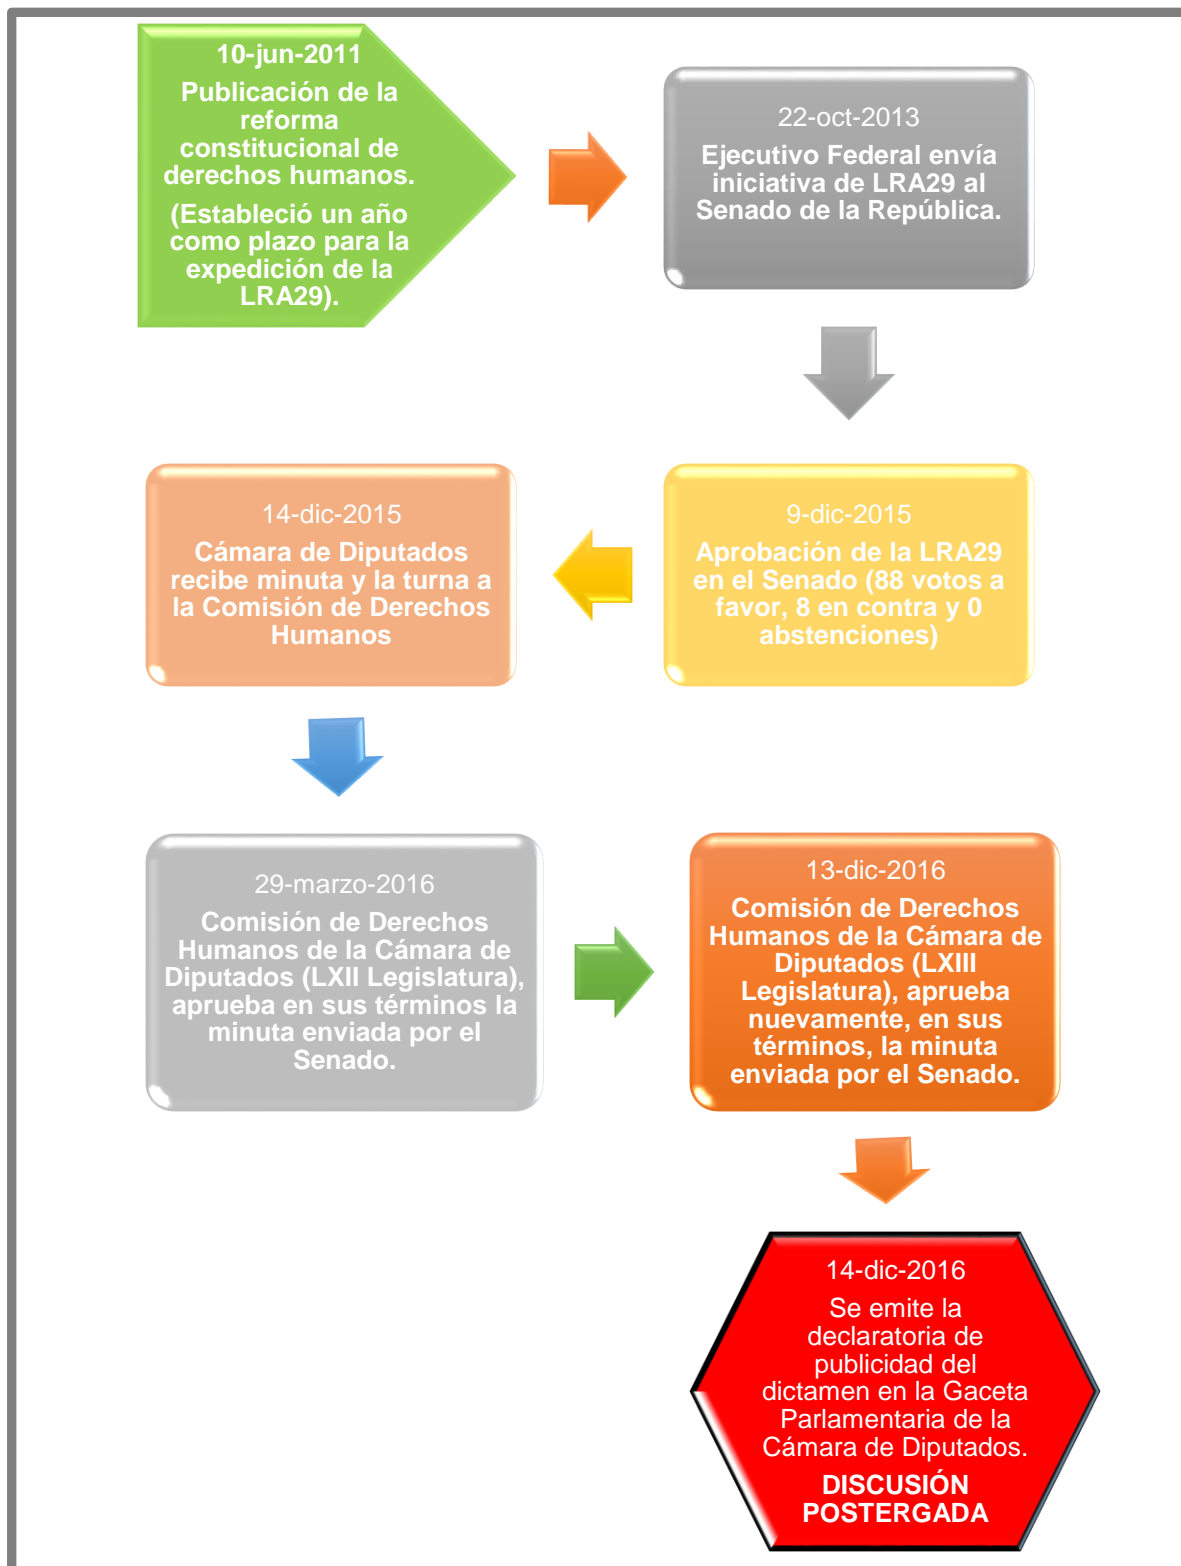 10-jun-2011
Publicación de la
reforma
constitucional de
derechos humanos.
(Estableció un año
como plazo para la
expedición de la
LRA29).
22-oct-2013
Ejecutivo Federal envía
iniciativa de LRA29 al
Senado de la República.
9-dic-2015
Aprobación de la LRA29
en el Senado (88 votos a
favor, 8 en contra y 0
abstenciones)
14-dic-2015
Cámara de Diputados
recibe minuta y la turna a
la Comisión de Derechos
Humanos
29-marzo-2016
Comisión de Derechos
Humanos de la Cámara de
Diputados (LXII Legislatura),
aprueba en sus términos la
minuta enviada por el
Senado.
13-dic-2016
Comisión de Derechos
Humanos de la Cámara de
Diputados (LXIII
Legislatura), aprueba
nuevamente, en sus
términos, la minuta
enviada por el Senado.
14-dic-2016
Se emite la
declaratoria de
publicidad del
dictamen en la Gaceta
Parlamentaria de la
Cámara de Diputados.
DISCUSIÓN
POSTERGADA